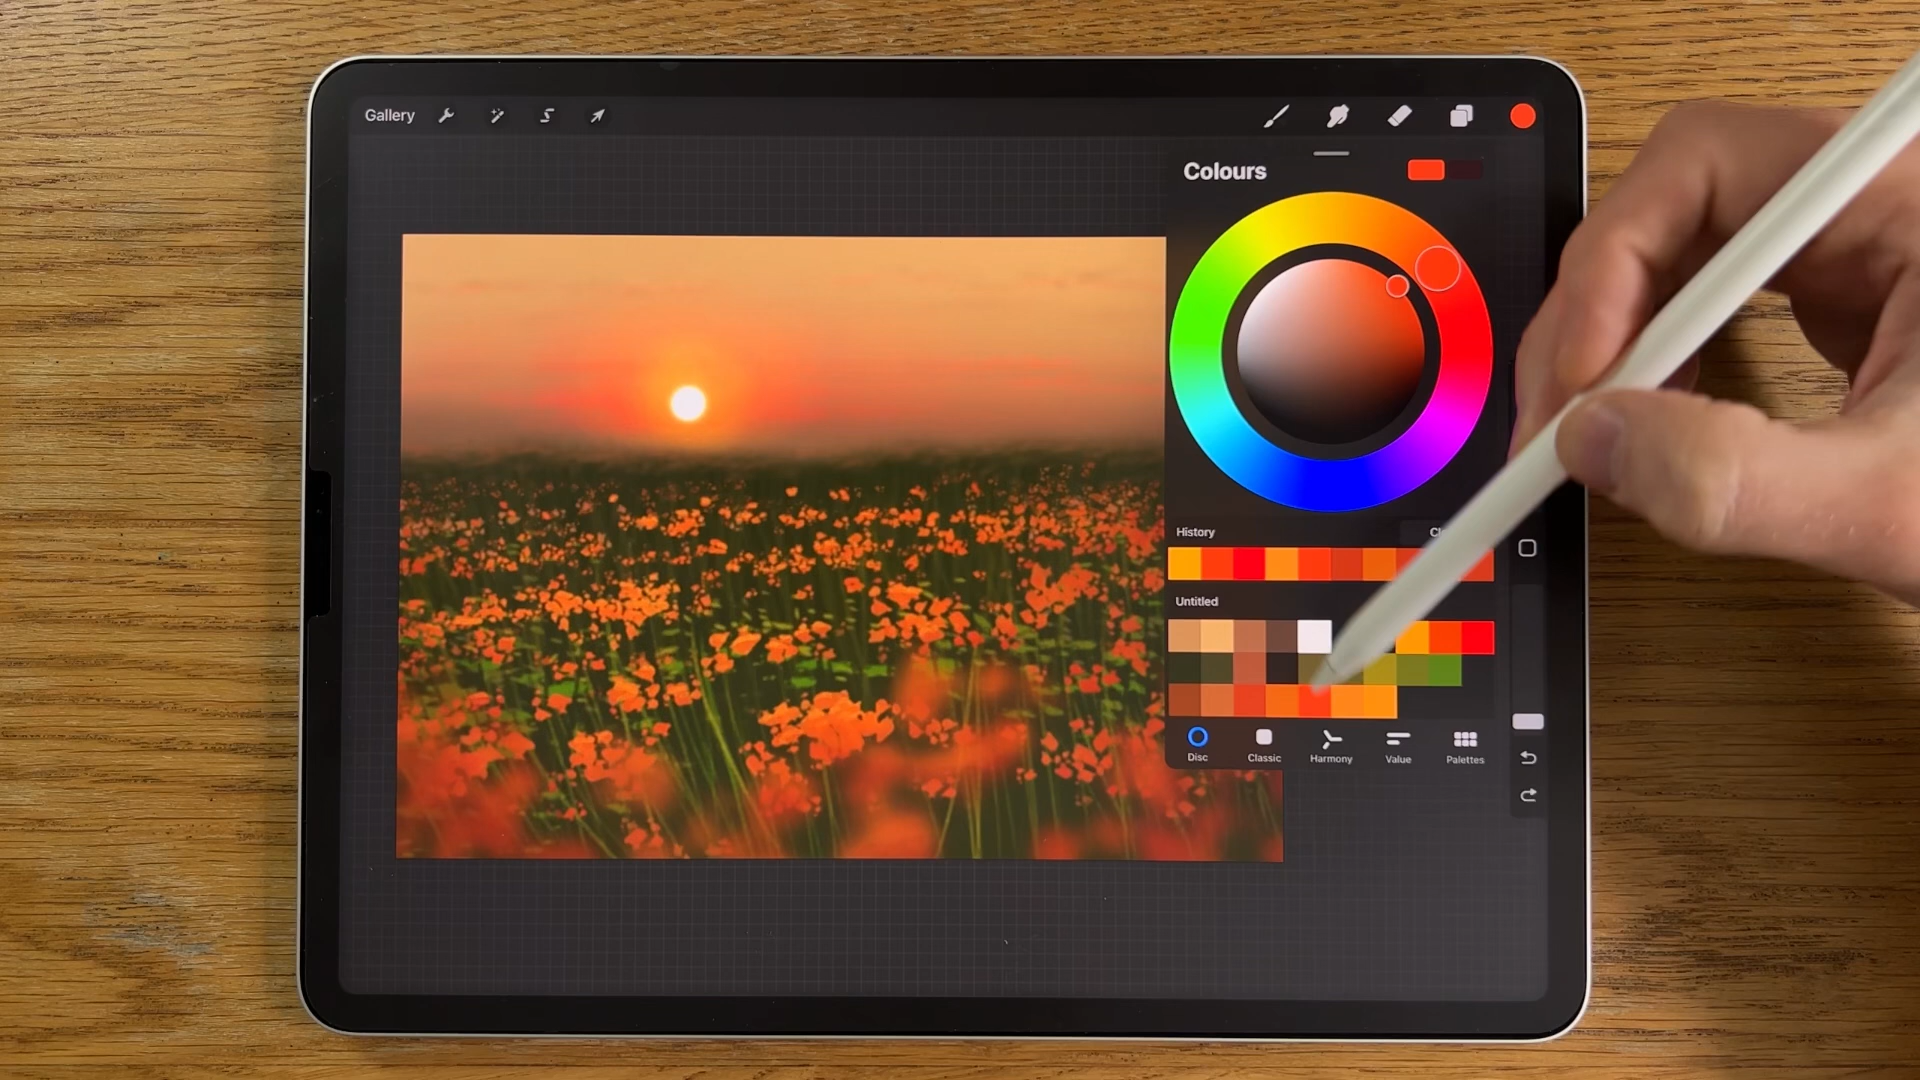 Gallery
Colours
History
Untitled
Disc
Classic
Harmony
Value
Palettes